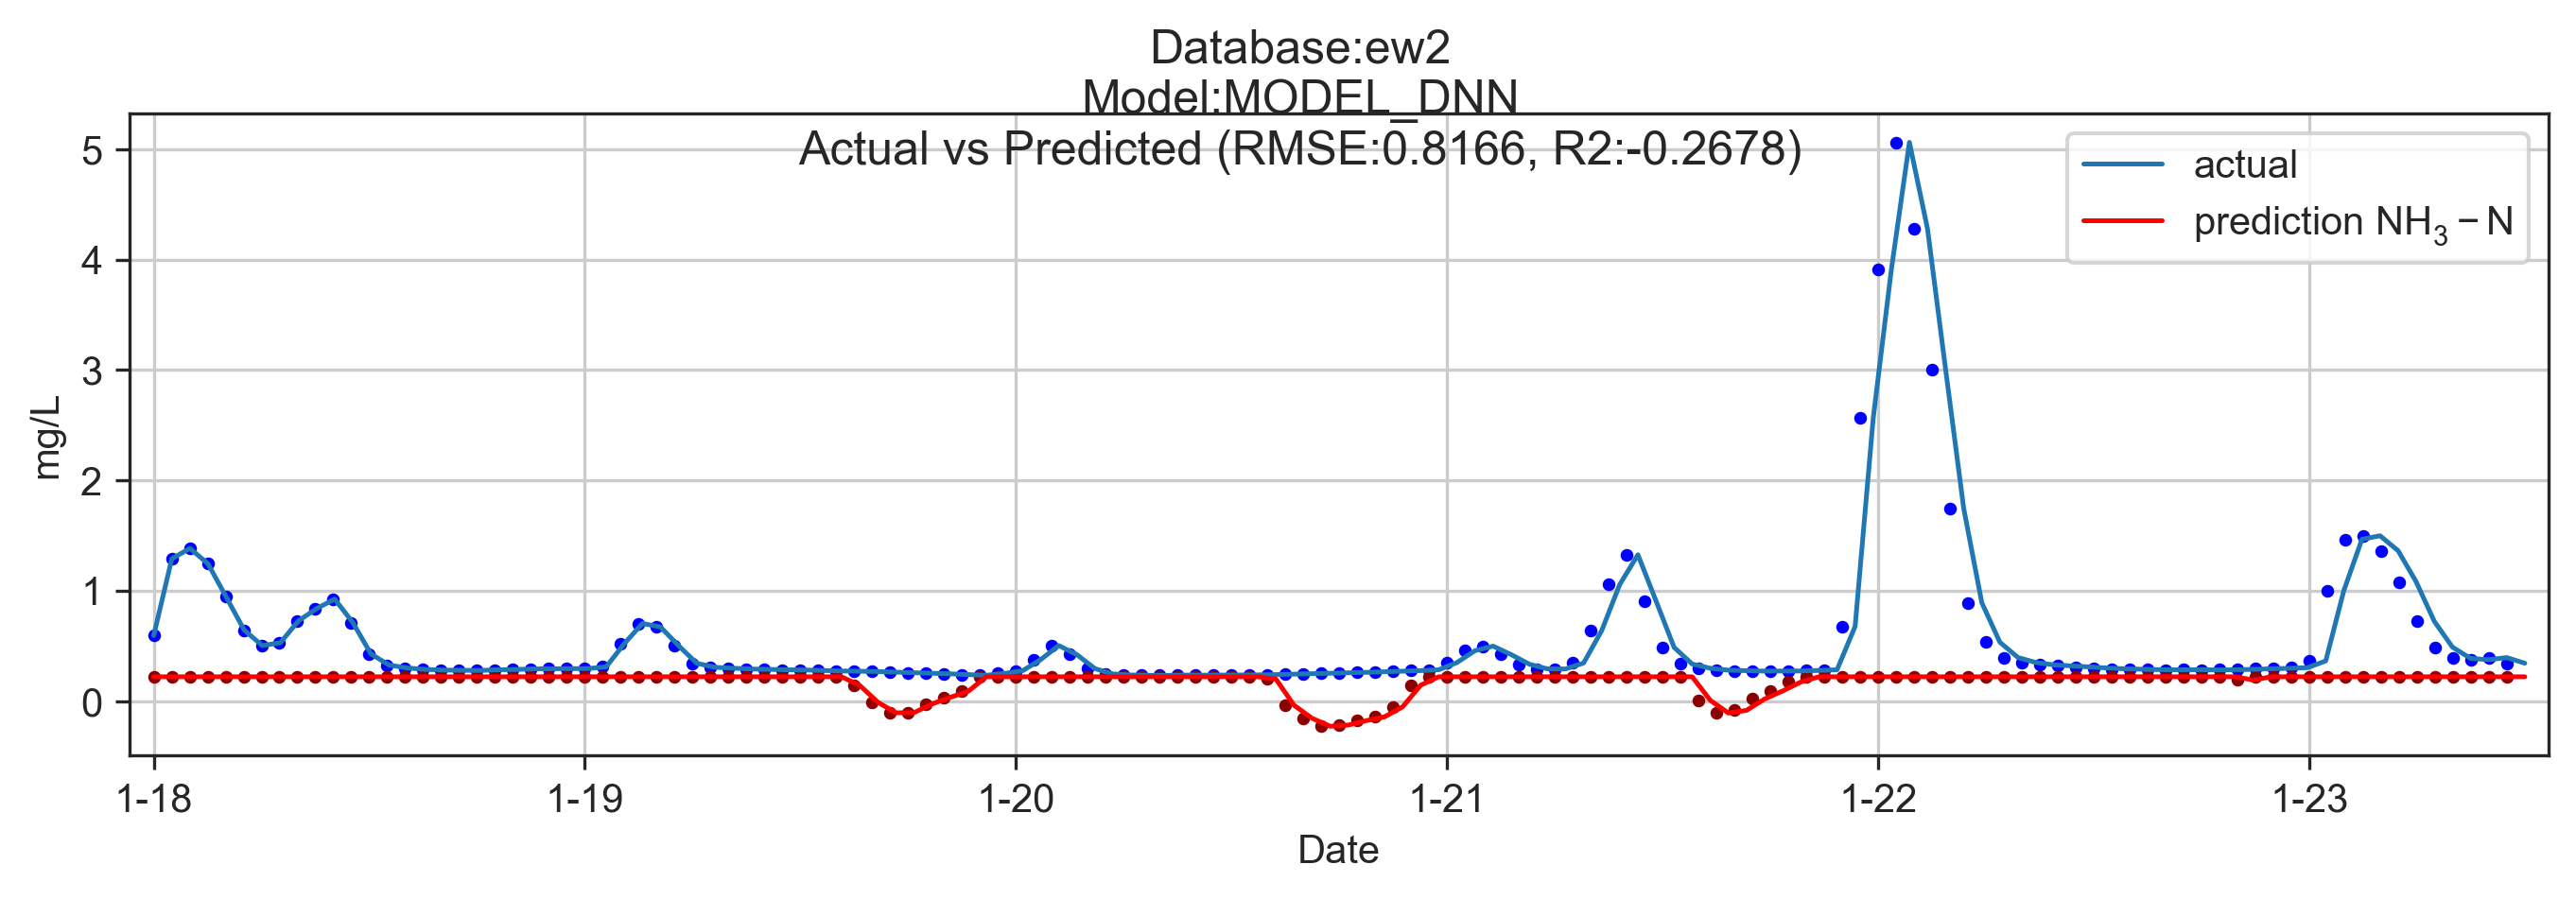 Database:ew2
Model:MODEL_DNN
Actual vs Predicted (RMSE:0.8166, R2:-0.2678)
actual
prediction NH₃ − N
mg/L
5
4
3
2
1
0
1-18 1-19 1-20 1-21 1-22 1-23
Date